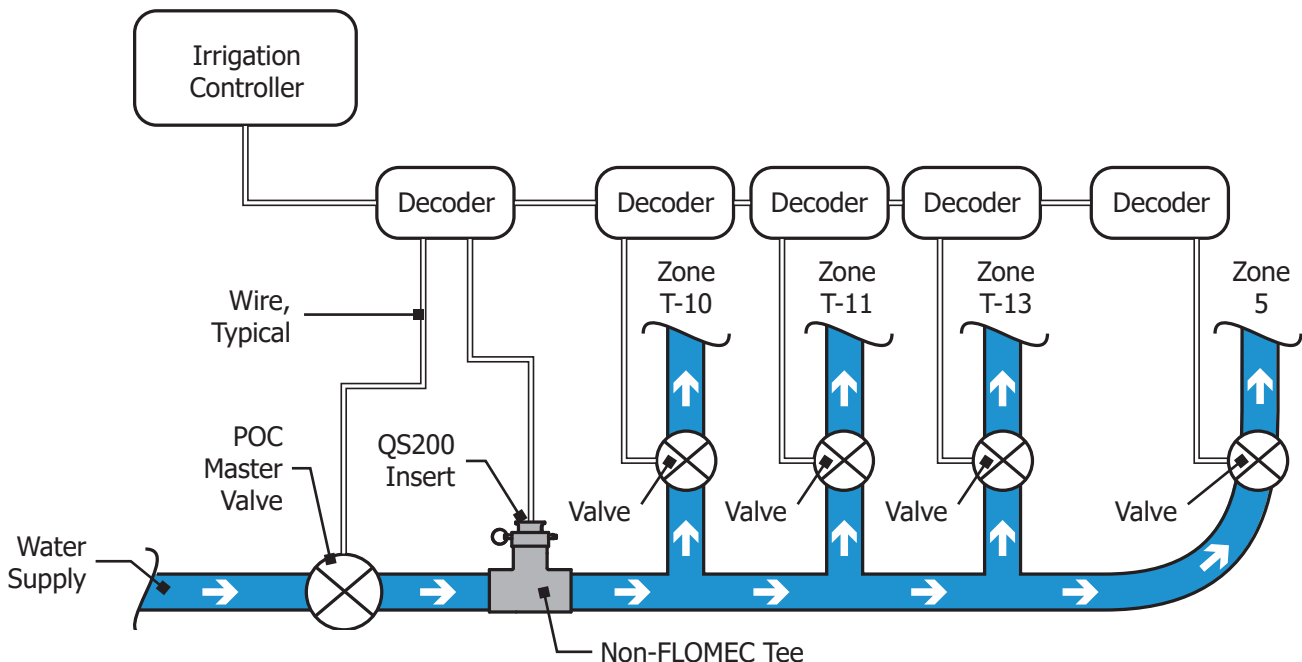 Irrigation
Controller
Decoder
Decoder
Decoder
Decoder
Decoder
Zone
T-10
Zone
T-11
Zone
T-13
Zone
5
Wire,
Typical
POC
Master
Valve
QS200
Insert
Valve
Valve
Valve
Valve
Water
Supply
Non-FLOMEC Tee